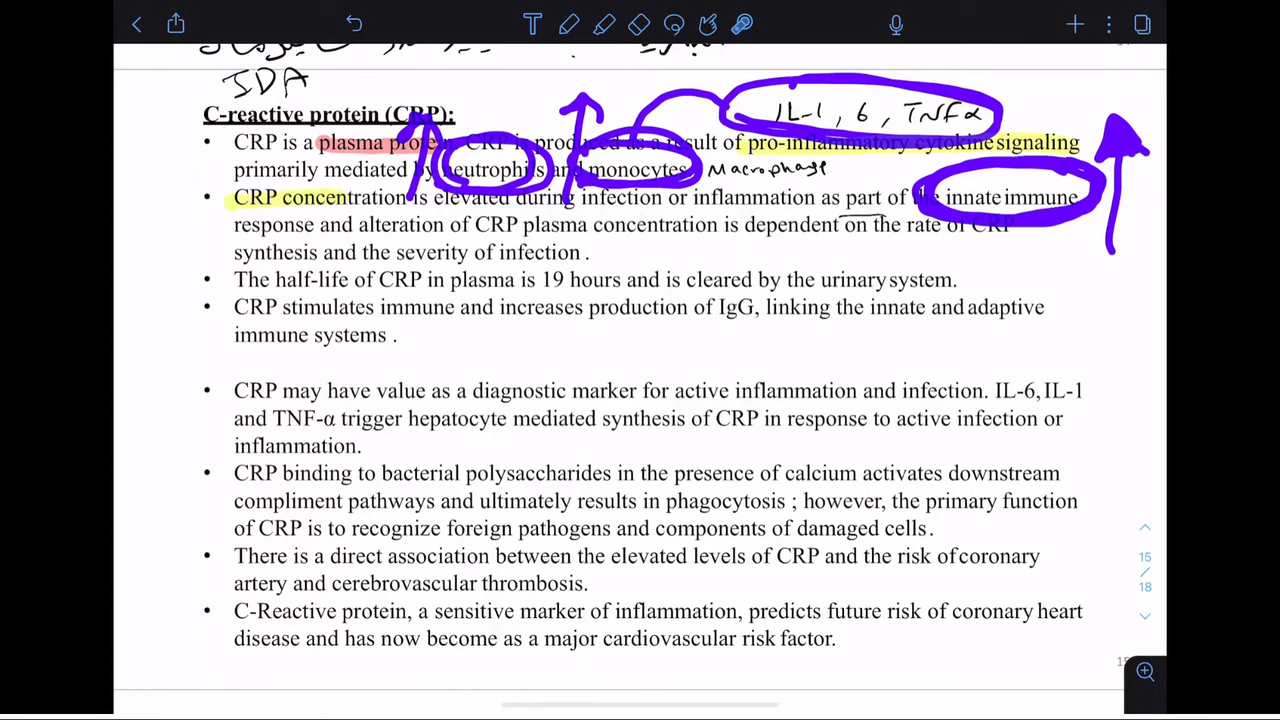 IDA
IL-1, 6, TNFα
C-reactive protein (CRP):
• CRP is a plasma protein. CRP is produced as a result of pro-inflammatory cytokine signaling
primarily mediated by neutrophils and monocytes. Macrophage
• CRP concentration is elevated during infection or inflammation as part of the innate immune
response and alteration of CRP plasma concentration is dependent on the rate of CRP
synthesis and the severity of infection .
• The half-life of CRP in plasma is 19 hours and is cleared by the urinary system.
• CRP stimulates immune and increases production of IgG, linking the innate and adaptive
immune systems .
• CRP may have value as a diagnostic marker for active inflammation and infection. IL-6, IL-1
and TNF-α trigger hepatocyte mediated synthesis of CRP in response to active infection or
inflammation.
• CRP binding to bacterial polysaccharides in the presence of calcium activates downstream
compliment pathways and ultimately results in phagocytosis ; however, the primary function
of CRP is to recognize foreign pathogens and components of damaged cells.
• There is a direct association between the elevated levels of CRP and the risk of coronary
artery and cerebrovascular thrombosis.
• C-Reactive protein, a sensitive marker of inflammation, predicts future risk of coronary heart
disease and has now become as a major cardiovascular risk factor.
15
/
18